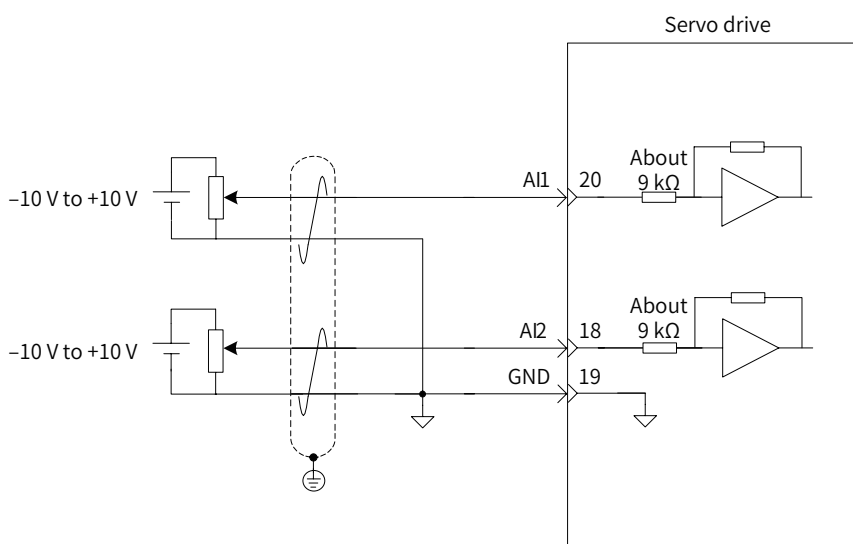 Servo drive
About
9 kΩ
AI1
20
–10 V to +10 V
About
9 kΩ
AI2
18
–10 V to +10 V
GND
19